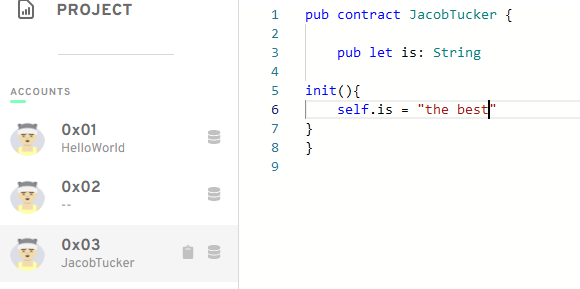 PROJECT
ACCOUNTS
0x01
HelloWorld
0x02
--
0x03
JacobTucker
1 pub contract JacobTucker {
2
3     pub let is: String
4
5 init(){
6     self.is = "the best"
7 }
8 }
9